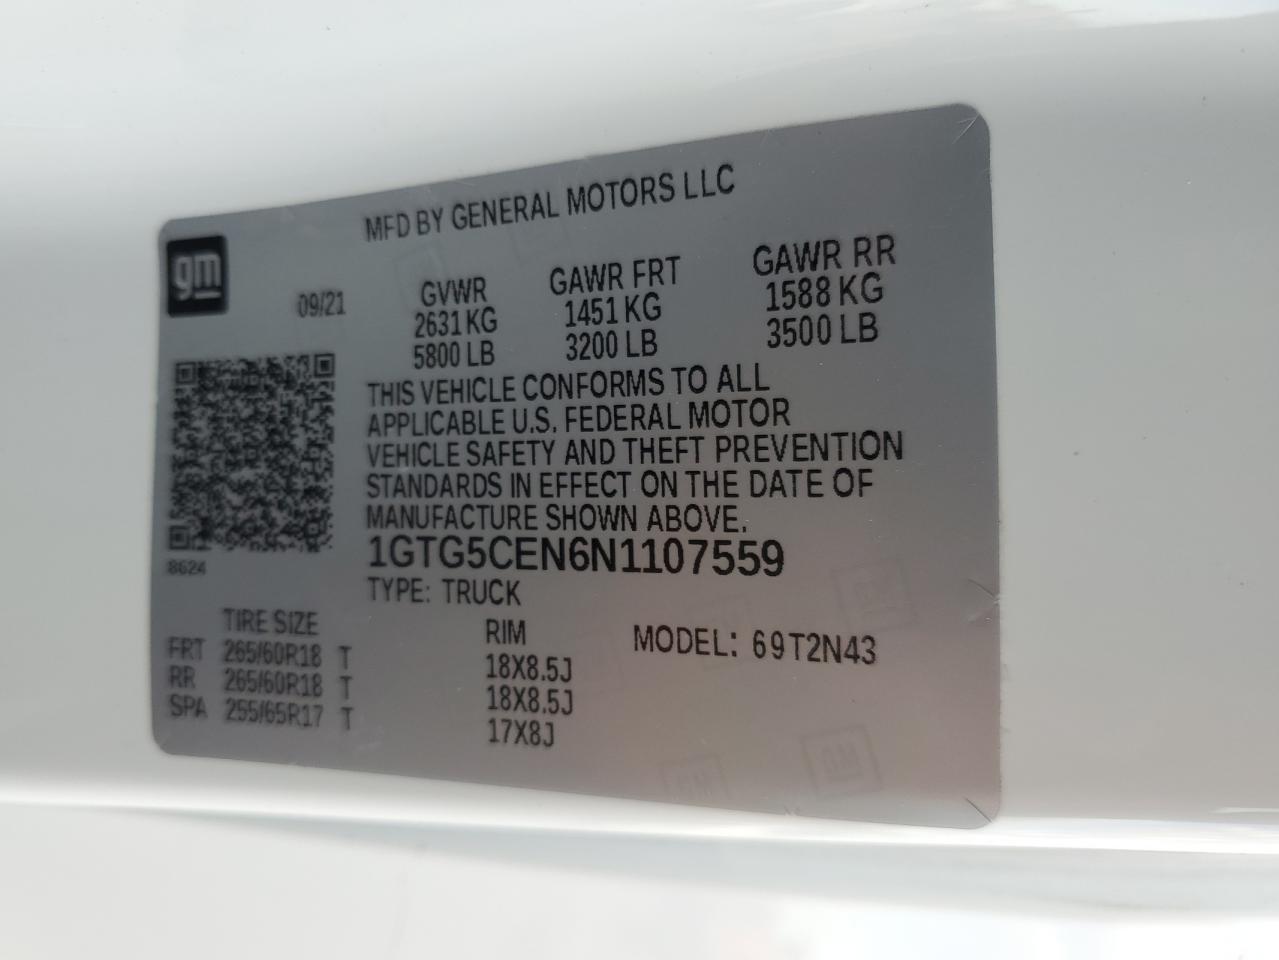 MFD BY GENERAL MOTORS LLC
gm
09/21
GVWR GAWR FRT GAWR RR
2631 KG 1451 KG 1588 KG
5800 LB 3200 LB 3500 LB
THIS VEHICLE CONFORMS TO ALL
APPLICABLE U.S. FEDERAL MOTOR
VEHICLE SAFETY AND THEFT PREVENTION
STANDARDS IN EFFECT ON THE DATE OF
MANUFACTURE SHOWN ABOVE.
8624
1GTG5CEN6N1107559
TYPE: TRUCK
TIRE SIZE RIM MODEL: 69T2N43
FRT 265/60R18 T 18X8.5J
RR 265/60R18 T 18X8.5J
SPA 255/65R17 T 17X8J